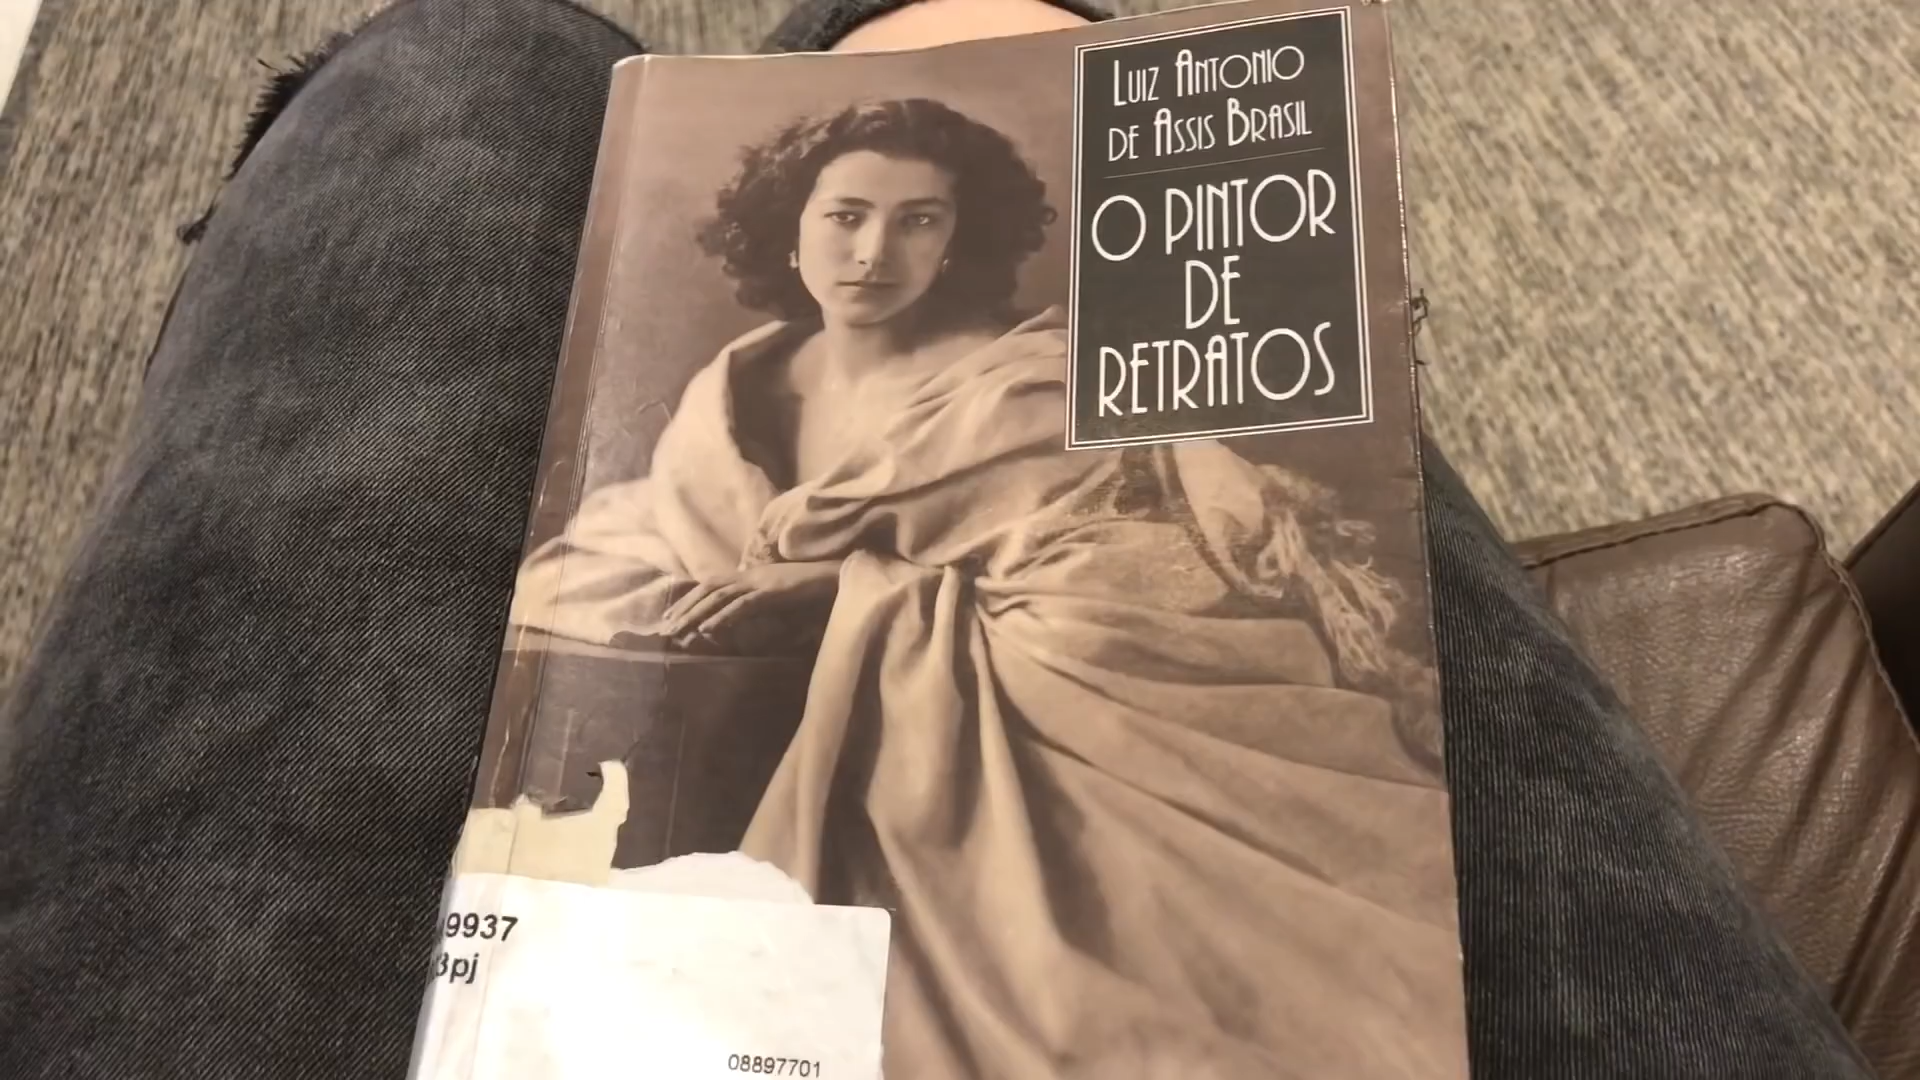 Luiz Antonio
de Assis Brasil
O PINTOR
DE
RETRATOS
9937
3pj
08897701